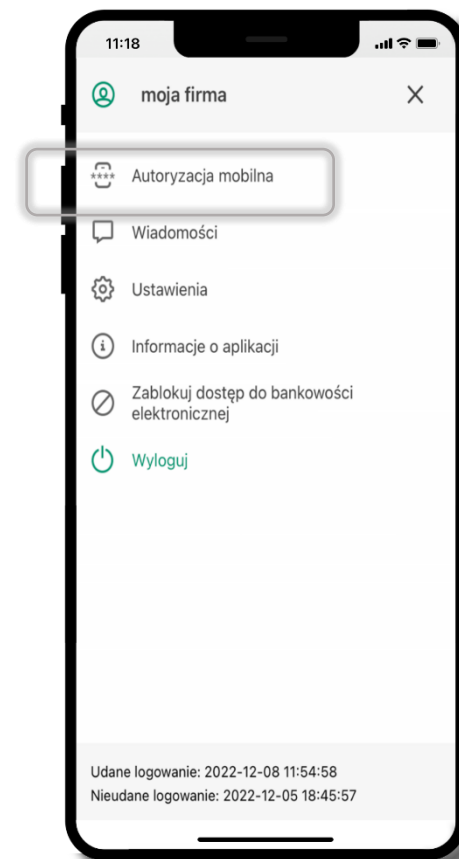 11:18
moja firma
Autoryzacja mobilna
Wiadomości
Ustawienia
Informacje o aplikacji
Zablokuj dostęp do bankowości
elektronicznej
Wyloguj
Udane logowanie: 2022-12-08 11:54:58
Nieudane logowanie: 2022-12-05 18:45:57